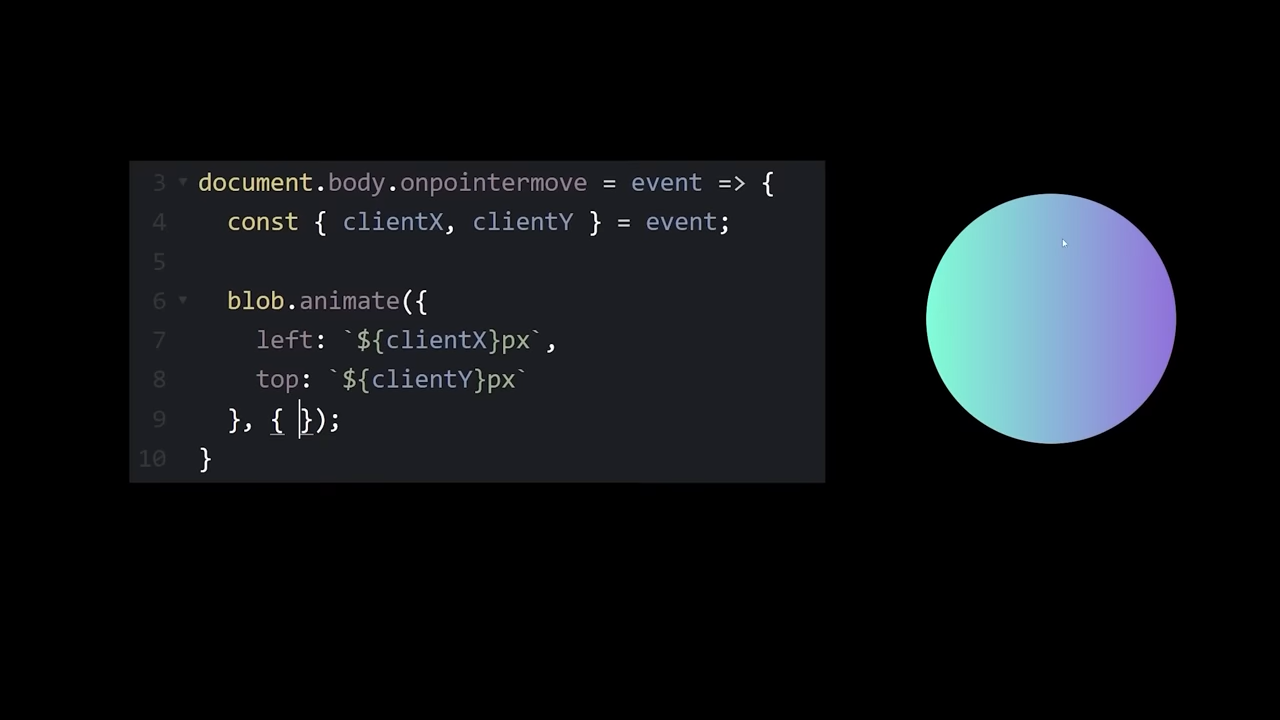 3 document.body.onpointermove = event => {
4 const { clientX, clientY } = event;
5
6 blob.animate({
7 left: `${clientX}px`,
8 top: `${clientY}px`
9 }, { });
10 }